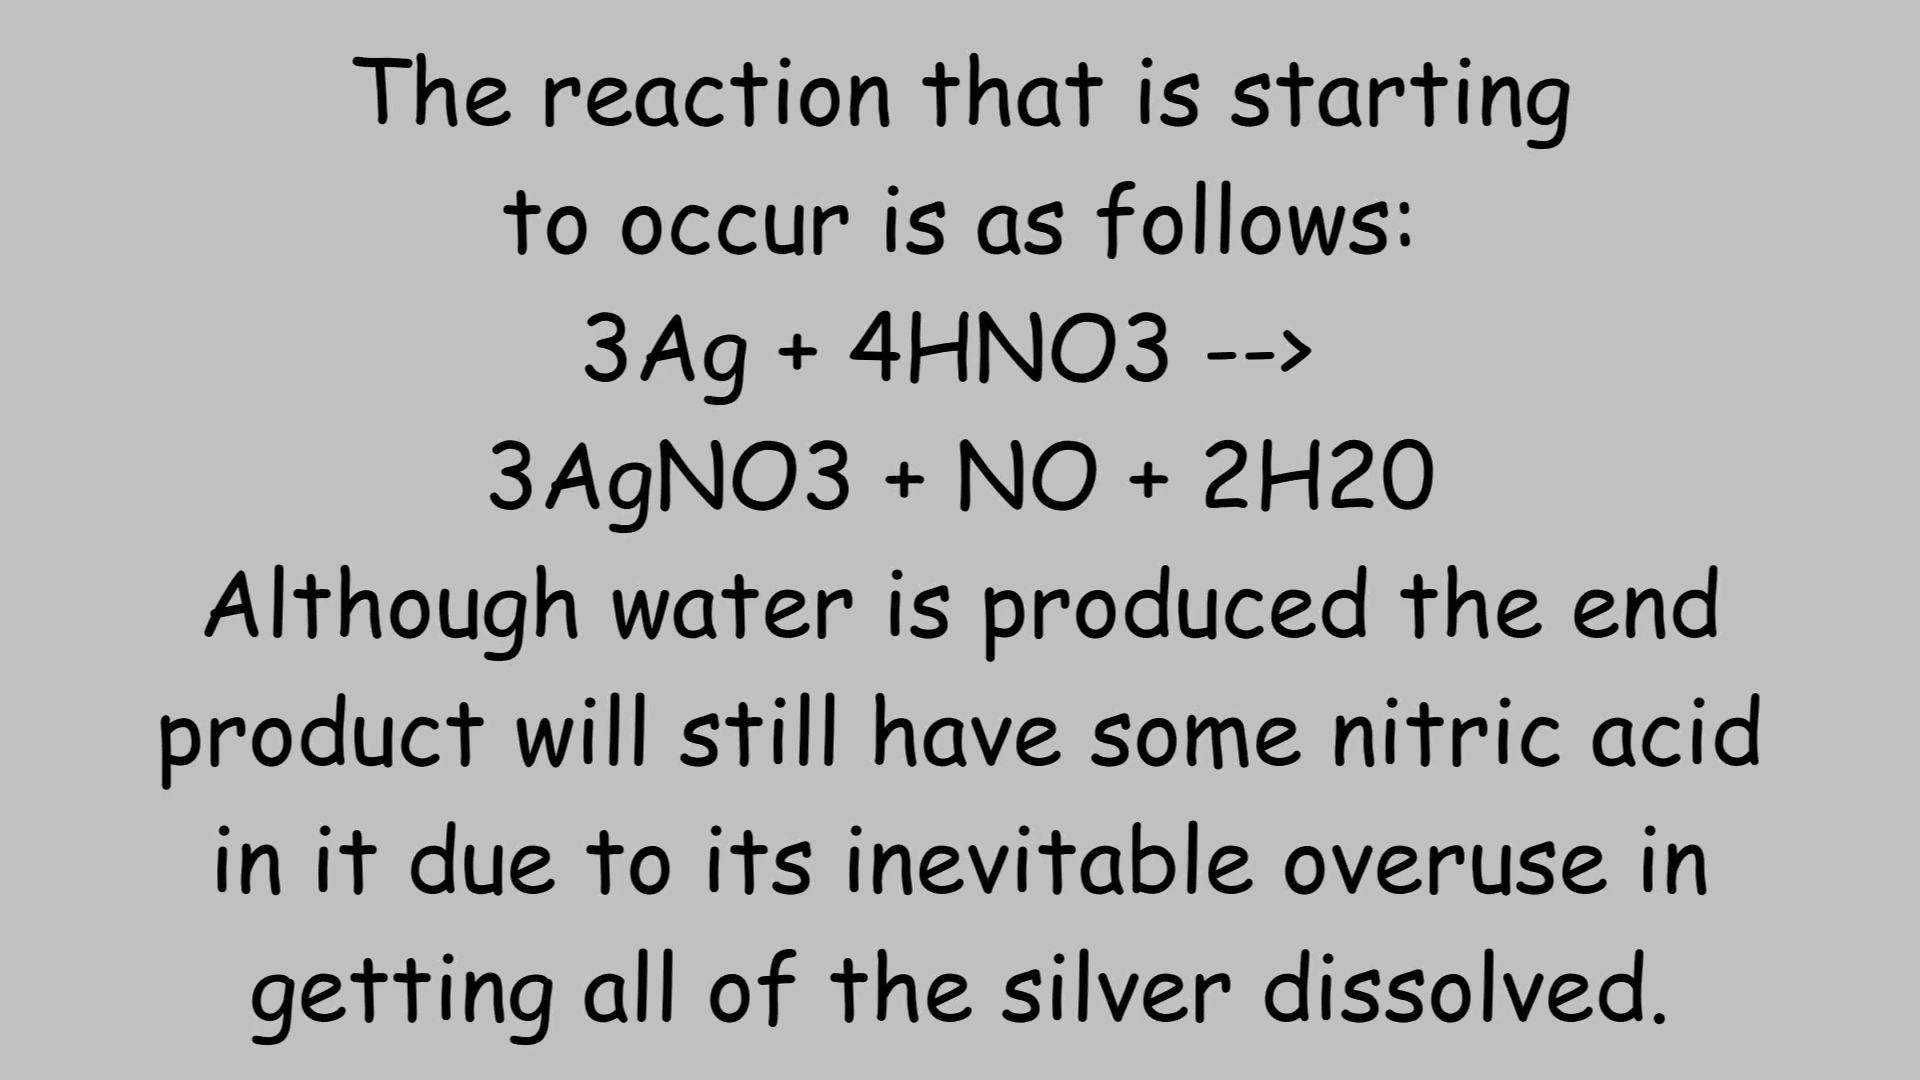 The reaction that is starting
to occur is as follows:
3Ag + 4HNO3 -->
3AgNO3 + NO + 2H20
Although water is produced the end
product will still have some nitric acid
in it due to its inevitable overuse in
getting all of the silver dissolved.